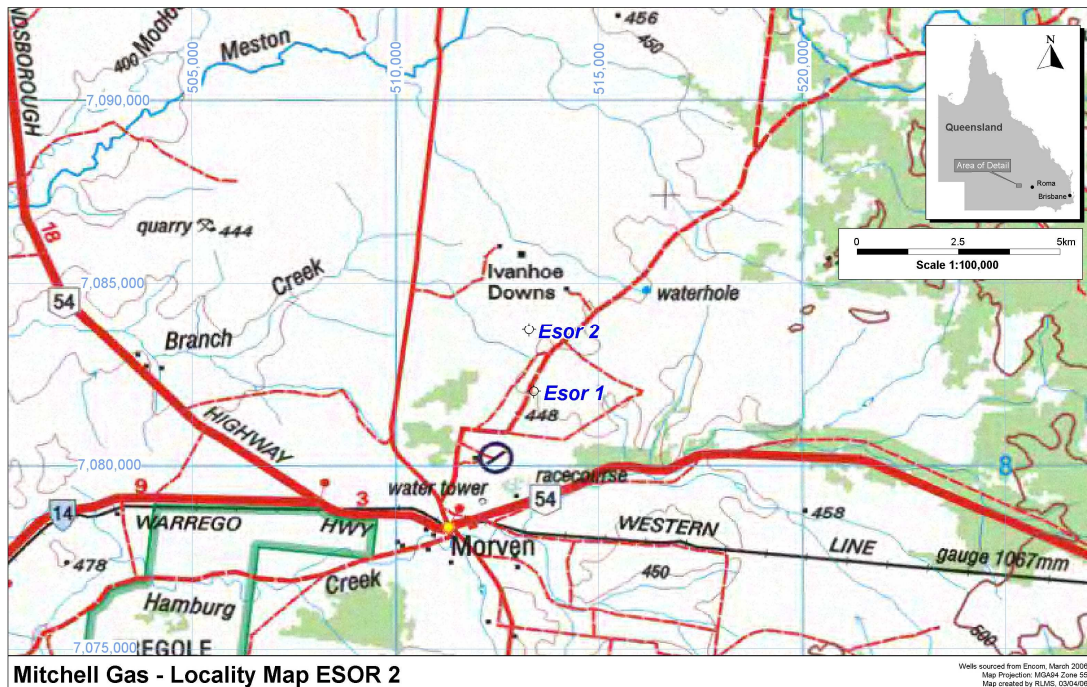 NDSBOROUGH
400
Moolo
Meston
505,000
510,000
456
450
515,000
520,000
7,090,000
N
Queensland
Area of Detail
Roma
Brisbane
18
quarry
444
Creek
Ivanhoe
Downs
waterhole
0 2.5 5km
Scale 1:100,000
7,085,000
54
Branch
Esor 2
Esor 1
448
HIGHWAY
7,080,000
racecourse
water tower
8
9
3
54
14
WARREGO
HWY
458
WESTERN
LINE
gauge 1067mm
Morven
478
Creek
450
Hamburg
500
7,075,000
EGOLE
Mitchell Gas - Locality Map ESOR 2
Wells sourced from Encom, March 2006
Map Projection: MGA94 Zone 55
Map created by RLMS, 03/04/06